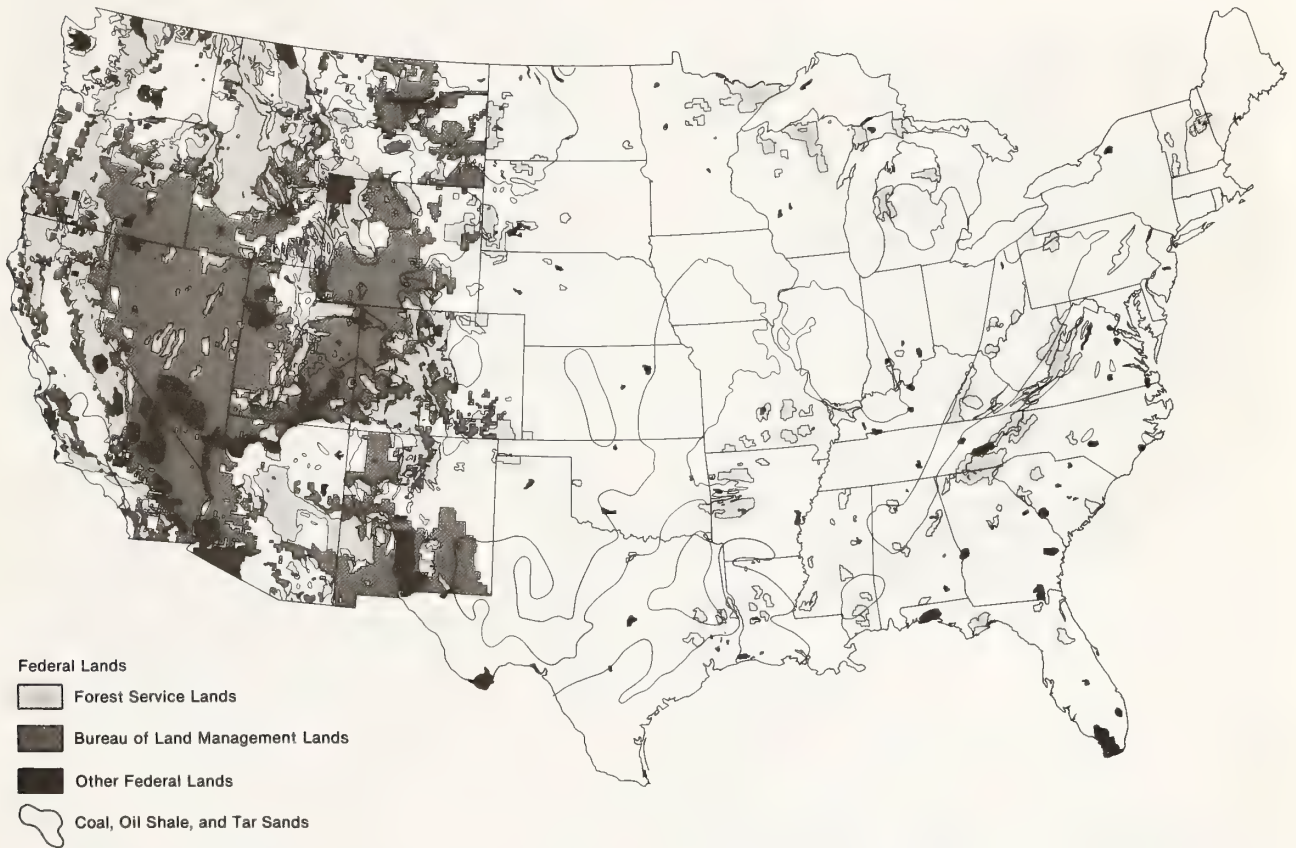 Federal Lands
Forest Service Lands
Bureau of Land Management Lands
Other Federal Lands
Coal, Oil Shale, and Tar Sands